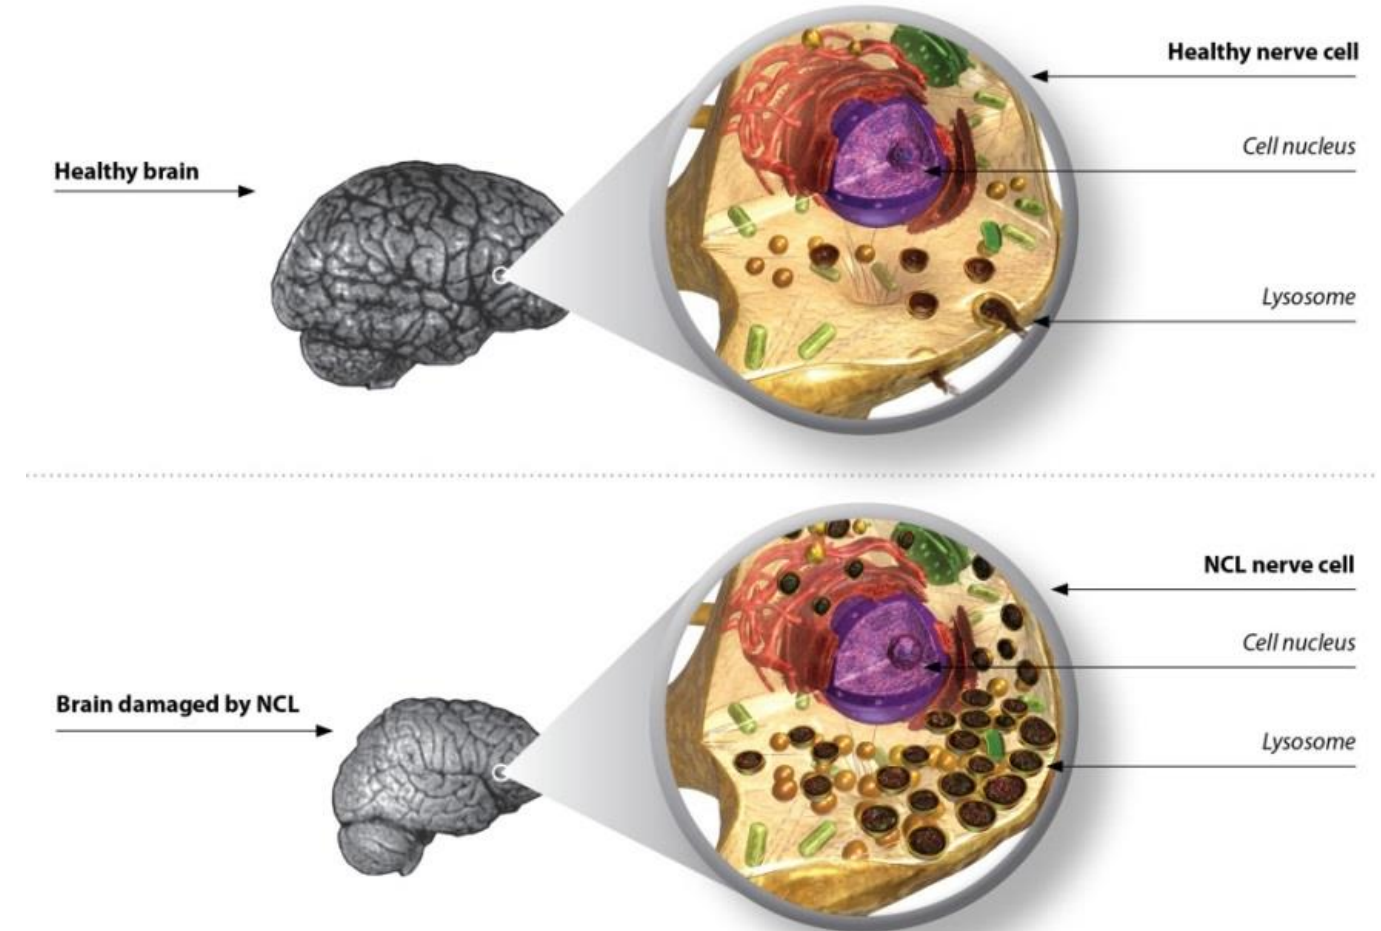 Healthy nerve cell
Cell nucleus
Healthy brain
Lysosome
NCL nerve cell
Cell nucleus
Brain damaged by NCL
Lysosome